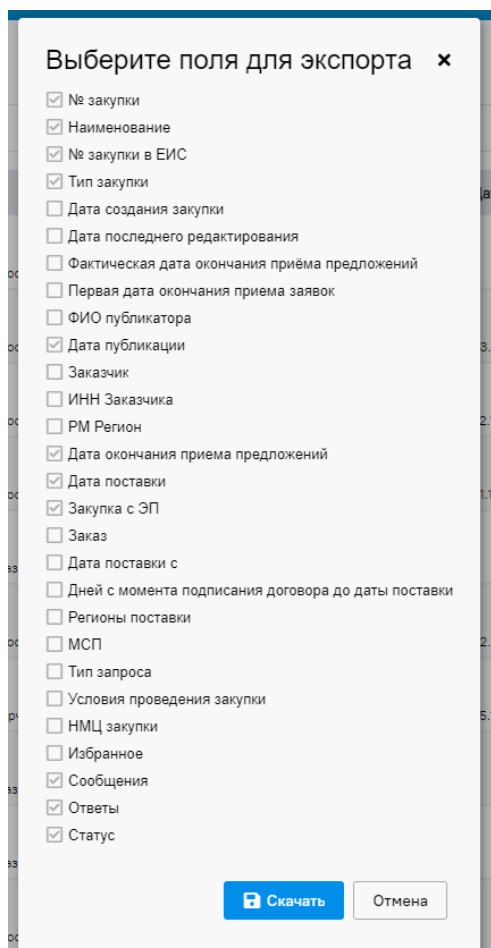 Выберите поля для экспорта
№ закупки
Наименование
№ закупки в ЕИС
Тип закупки
Дата создания закупки
Дата последнего редактирования
Фактическая дата окончания приёма предложений
Первая дата окончания приема заявок
ФИО публикатора
Дата публикации
Заказчик
ИНН Заказчика
РМ Регион
Дата окончания приема предложений
Дата поставки
Закупка с ЭП
Заказ
Дата поставки с
Дней с момента подписания договора до даты поставки
Регионы поставки
МСП
Тип запроса
Условия проведения закупки
НМЦ закупки
Избранное
Сообщения
Ответы
Статус
Скачать
Отмена